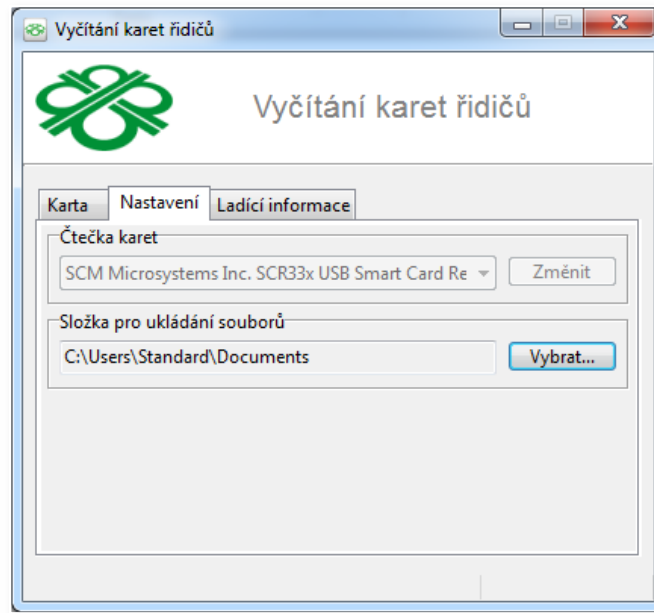 Vyčítání karet řidičů
Vyčítání karet řidičů
Karta Nastavení Ladící informace
Čtečka karet
SCM Microsystems Inc. SCR33x USB Smart Card Re Změnit
Složka pro ukládání souborů
C:\Users\Standard\Documents Vybrat...